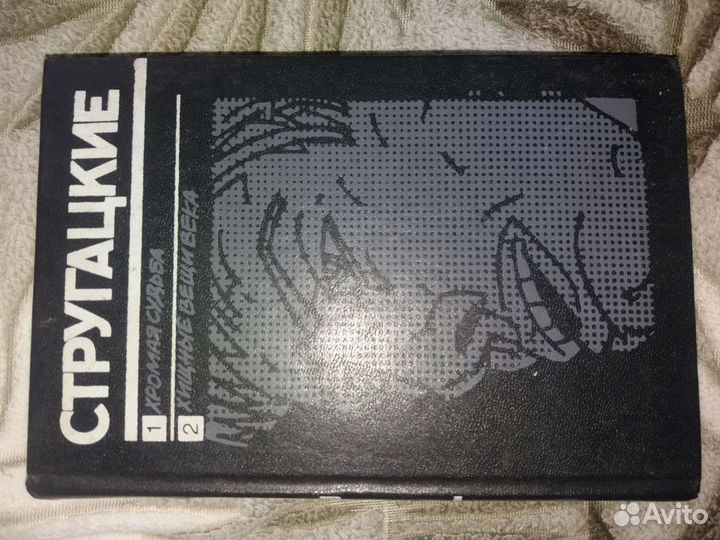 СТРУГАЦКИЕ
1 ХРОМАЯ СУДЬБА
2 ХИЩНЫЕ ВЕЩИ ВЕКА
Avito